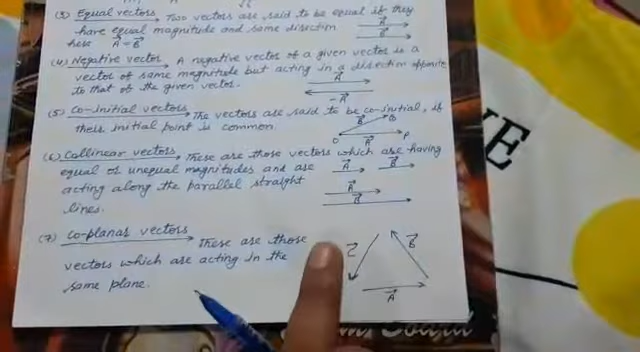 (3) Equal vectors → Two vectors are said to be equal if they
have equal magnitude and same direction
here A⃗ = B⃗
A⃗
B⃗
(4) Negative vector → A negative vector of a given vector is a
vector of same magnitude but acting in a direction opposite
to that of the given vector.
A⃗
-A⃗
(5) Co-initial vectors → The vectors are said to be co-initial, if
their initial point is common.
B⃗ Q
O A⃗ P
(6) Collinear vectors → These are those vectors which are having
equal or unequal magnitudes and are
acting along the parallel straight
lines.
A⃗ B⃗
A⃗
B⃗
(7) Co-planar vectors → These are those
vectors which are acting in the
same plane.
C⃗ B⃗
A⃗